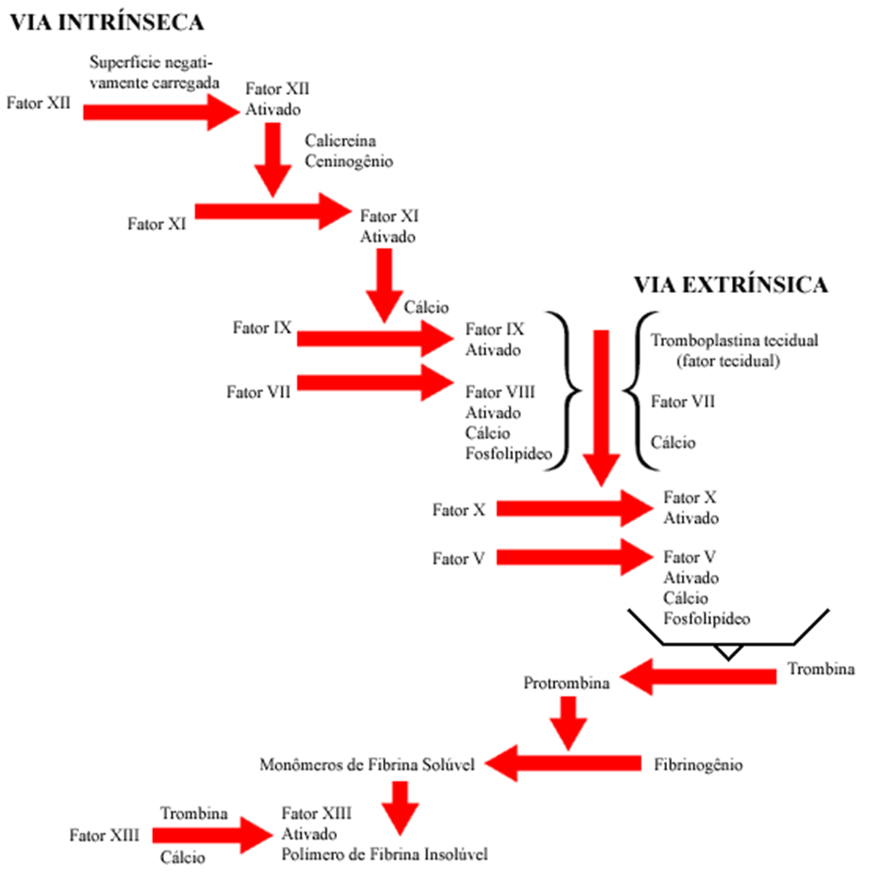 VIA INTRÍNSECA
Superfície negati-
vamente carregada
Fator XII
Fator XII
Ativado
Calicreína
Ceninogênio
Fator XI
Fator XI
Ativado
VIA EXTRÍNSICA
Cálcio
Fator IX
Fator IX
Ativado
Tromboplastina tecidual
(fator tecidual)
Fator VII
Fator VIII
Ativado
Cálcio
Fosfolipídeo
Fator VII
Cálcio
Fator X
Fator X
Ativado
Fator V
Fator V
Ativado
Cálcio
Fosfolipídeo
Trombina
Protrombina
Monômeros de Fibrina Solúvel
Fibrinogênio
Trombina
Fator XIII
Cálcio
Fator XIII
Ativado
Polímero de Fibrina Insolúvel